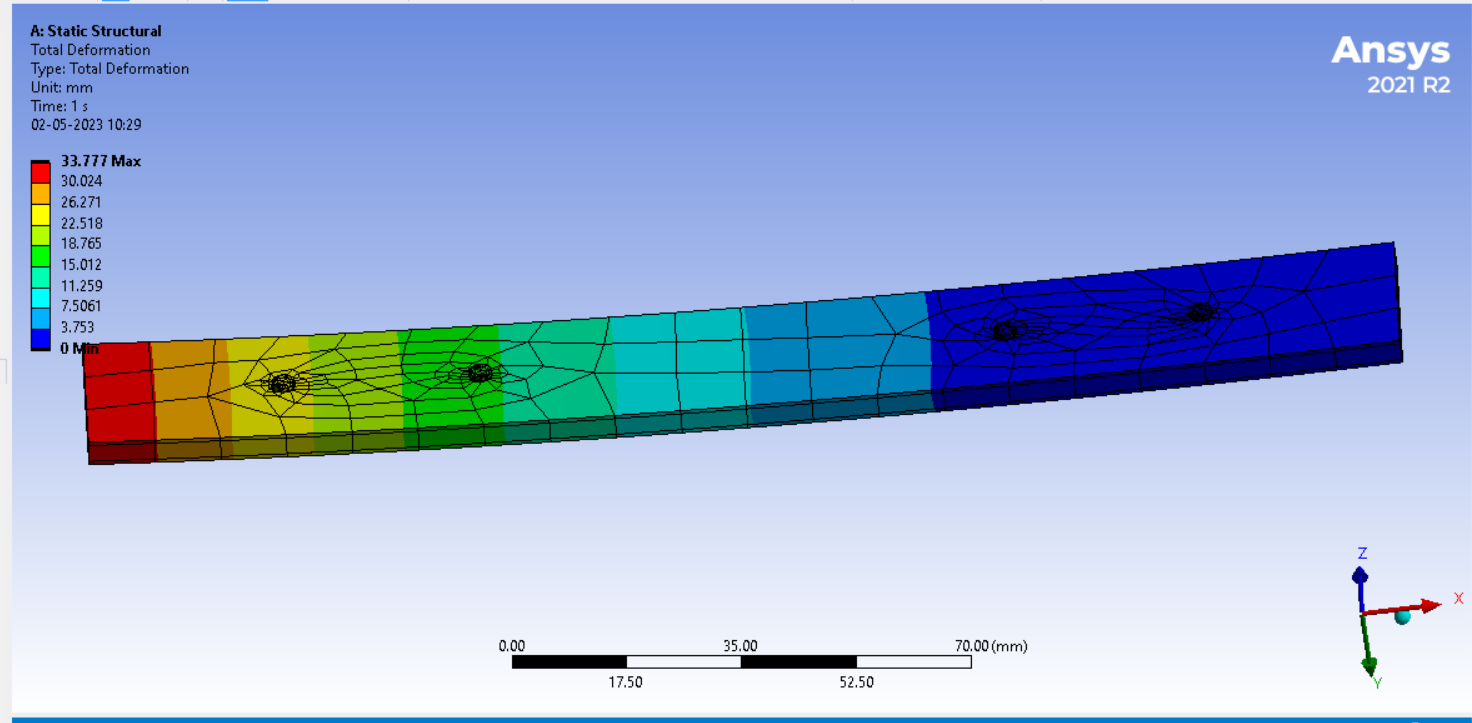 A: Static Structural
Total Deformation
Type: Total Deformation
Unit: mm
Time: 1 s
02-05-2023 10:29
Ansys
2021 R2
33.777 Max
30.024
26.271
22.518
18.765
15.012
11.259
7.5061
3.753
0 Min
Z
X
Y
0.00 35.00 70.00 (mm)
17.50 52.50